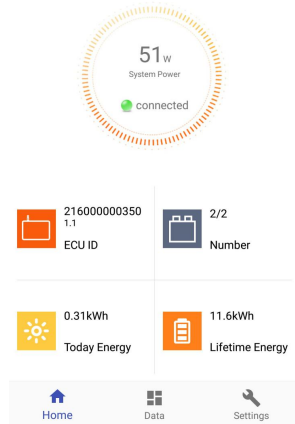 51w
System Power
connected
216000000350
1.1
ECU ID
2/2
Number
0.31kWh
Today Energy
11.6kWh
Lifetime Energy
Home
Data
Settings